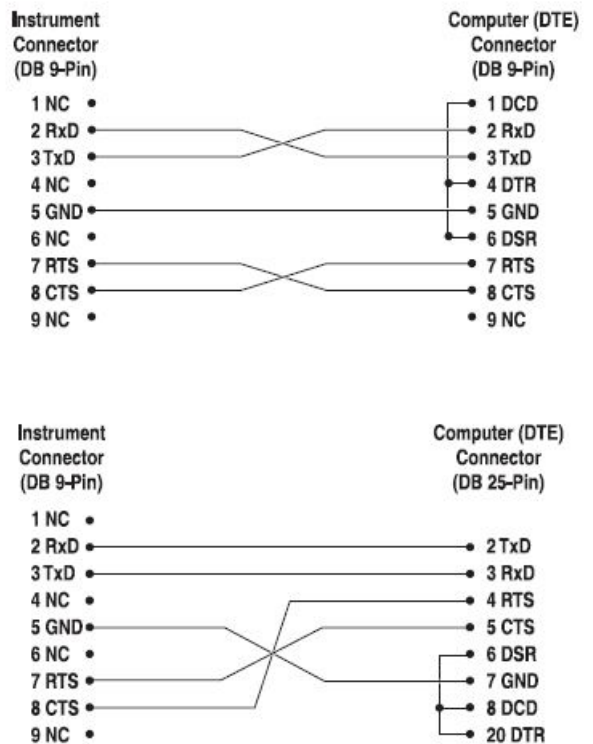 Instrument
Connector
(DB 9-Pin)
Computer (DTE)
Connector
(DB 9-Pin)
1 NC
1 DCD
2 RxD
2 RxD
3 TxD
3 TxD
4 NC
4 DTR
5 GND
5 GND
6 NC
6 DSR
7 RTS
7 RTS
8 CTS
8 CTS
9 NC
9 NC
Instrument
Connector
(DB 9-Pin)
Computer (DTE)
Connector
(DB 25-Pin)
1 NC
2 RxD
2 TxD
3 TxD
3 RxD
4 NC
4 RTS
5 GND
5 CTS
6 NC
6 DSR
7 RTS
7 GND
8 CTS
8 DCD
9 NC
20 DTR